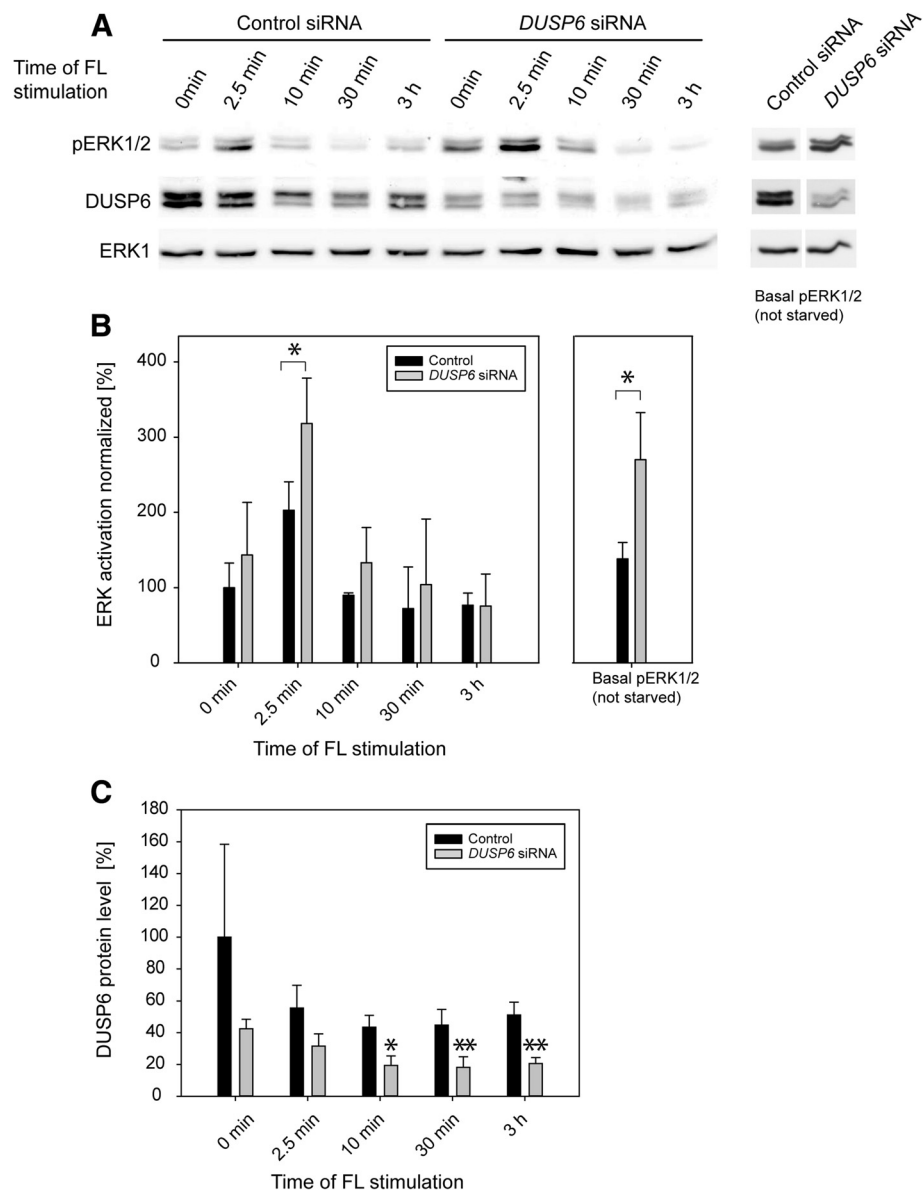 A
Control siRNA
DUSP6 siRNA
Time of FL
stimulation
0min
2.5 min
10 min
30 min
3 h
0min
2.5 min
10 min
30 min
3 h
Control siRNA
DUSP6 siRNA
pERK1/2
DUSP6
ERK1
Basal pERK1/2
(not starved)
B
ERK activation normalized [%]
400
300
200
100
0
*
Control
DUSP6 siRNA
*
0 min
2.5 min
10 min
30 min
3 h
Time of FL stimulation
Basal pERK1/2
(not starved)
C
DUSP6 protein level [%]
180
160
140
120
100
80
60
40
20
0
Control
DUSP6 siRNA
*
**
**
0 min
2.5 min
10 min
30 min
3 h
Time of FL stimulation